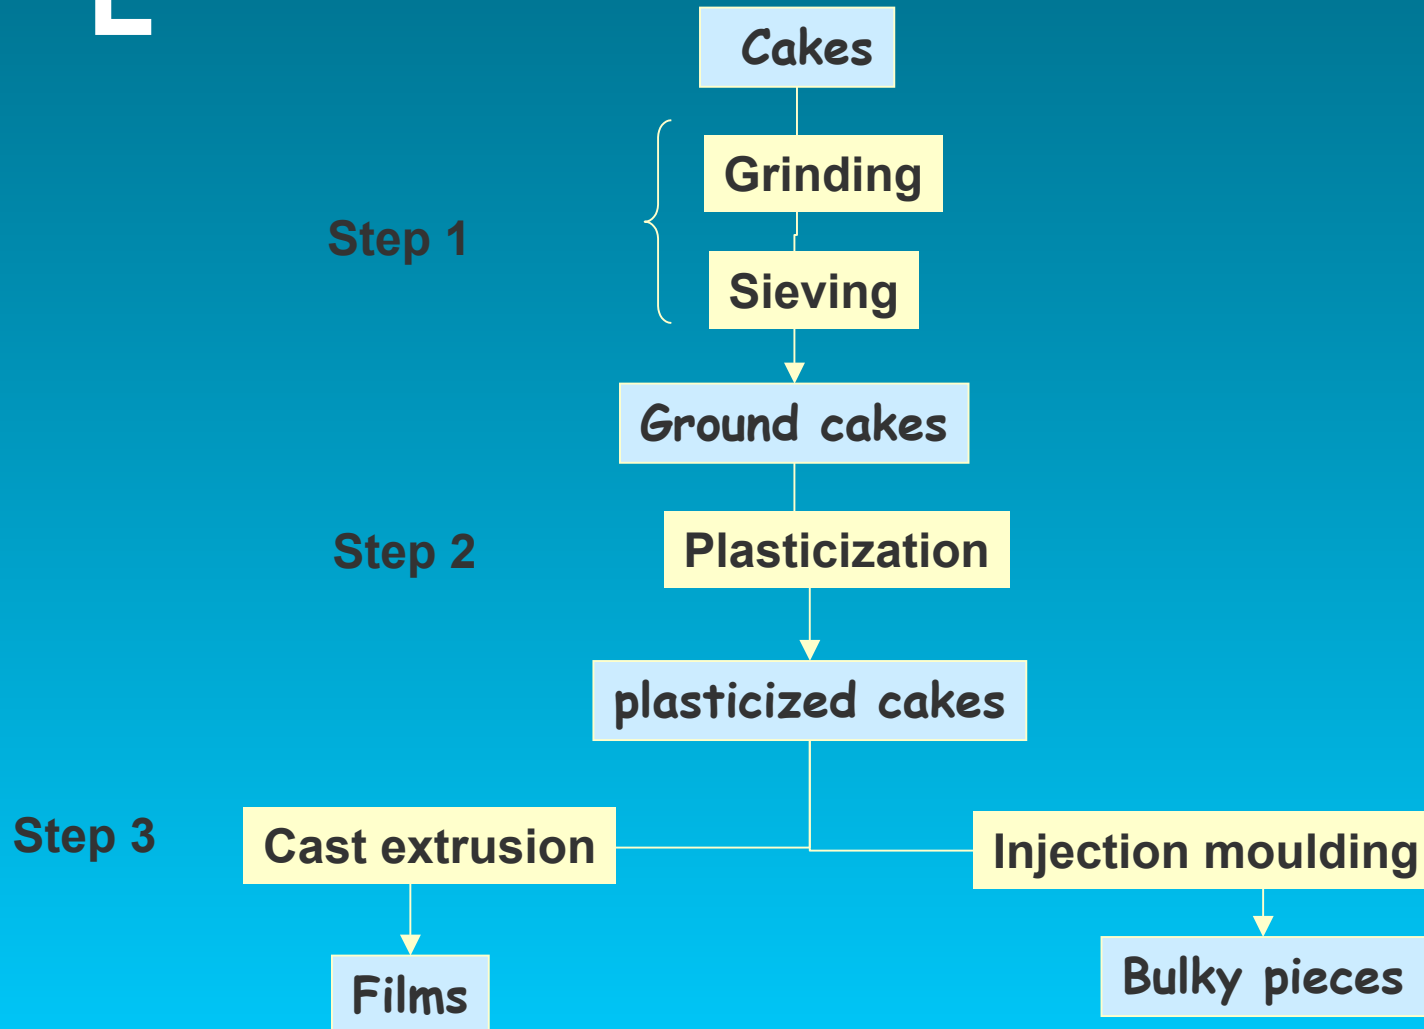 Cakes
Grinding
Step 1
Sieving
Ground cakes
Step 2
Plasticization
plasticized cakes
Step 3
Cast extrusion
Injection moulding
Films
Bulky pieces